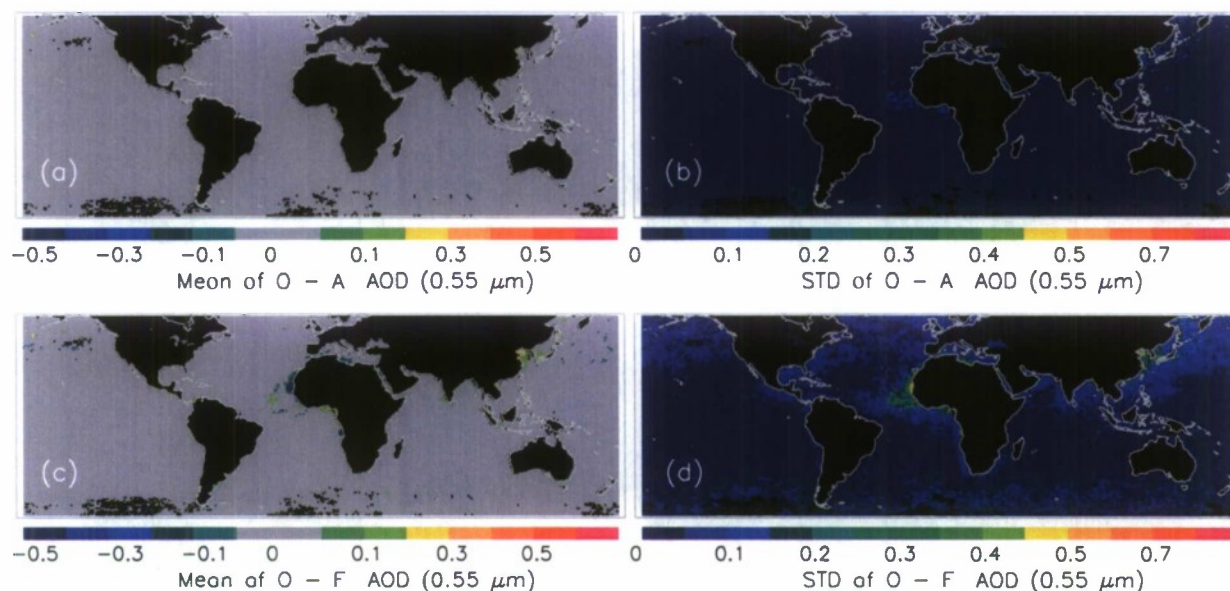 (a)
(b)
-0.5 -0.3 -0.1 0 0.1 0.3 0.5
0 0.1 0.2 0.3 0.4 0.5 0.7
Mean of O - A AOD (0.55 μm)
STD of O - A AOD (0.55 μm)
(c)
(d)
-0.5 -0.3 -0.1 0 0.1 0.3 0.5
0 0.1 0.2 0.3 0.4 0.5 0.7
Mean of O - F AOD (0.55 μm)
STD of O - F AOD (0.55 μm)